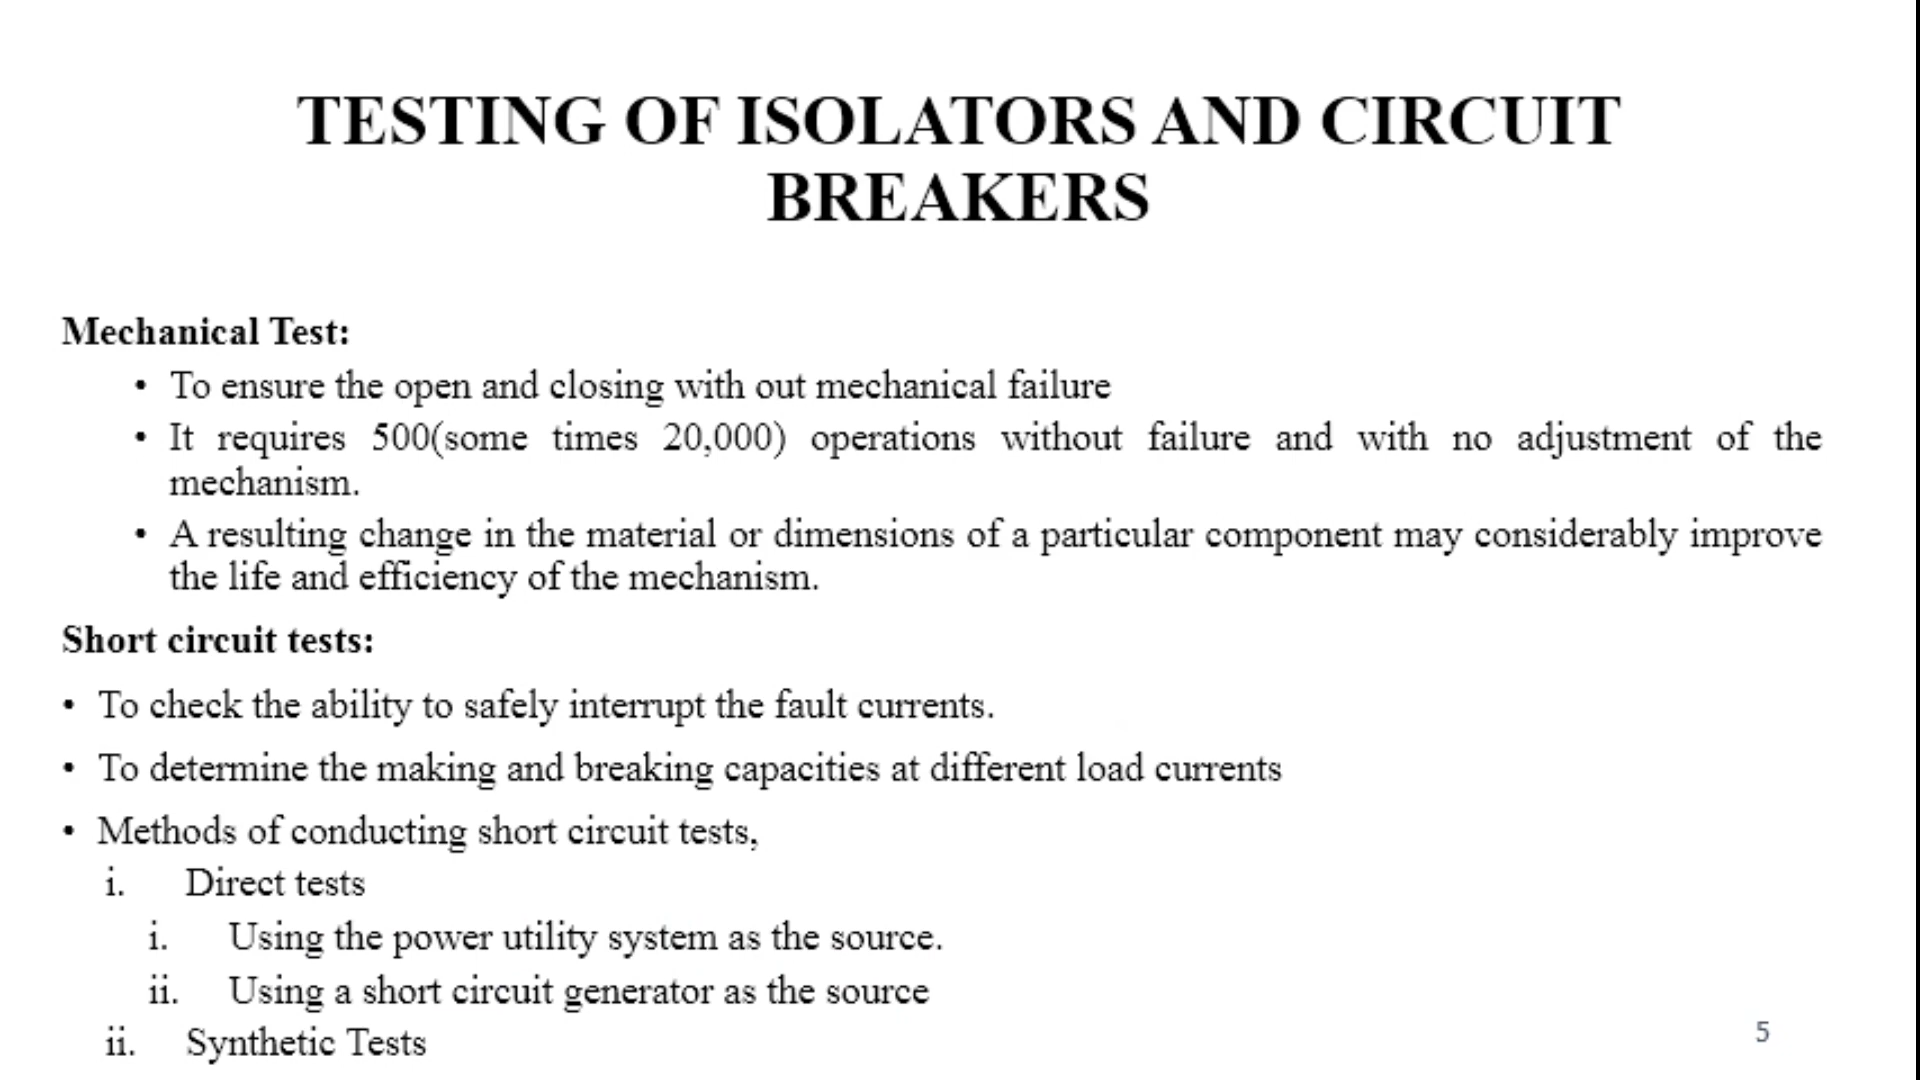 TESTING OF ISOLATORS AND CIRCUIT
BREAKERS
Mechanical Test:
• To ensure the open and closing with out mechanical failure
• It requires 500(some times 20,000) operations without failure and with no adjustment of the
mechanism.
• A resulting change in the material or dimensions of a particular component may considerably improve
the life and efficiency of the mechanism.
Short circuit tests:
• To check the ability to safely interrupt the fault currents.
• To determine the making and breaking capacities at different load currents
• Methods of conducting short circuit tests,
i. Direct tests
i. Using the power utility system as the source.
ii. Using a short circuit generator as the source
ii. Synthetic Tests
5